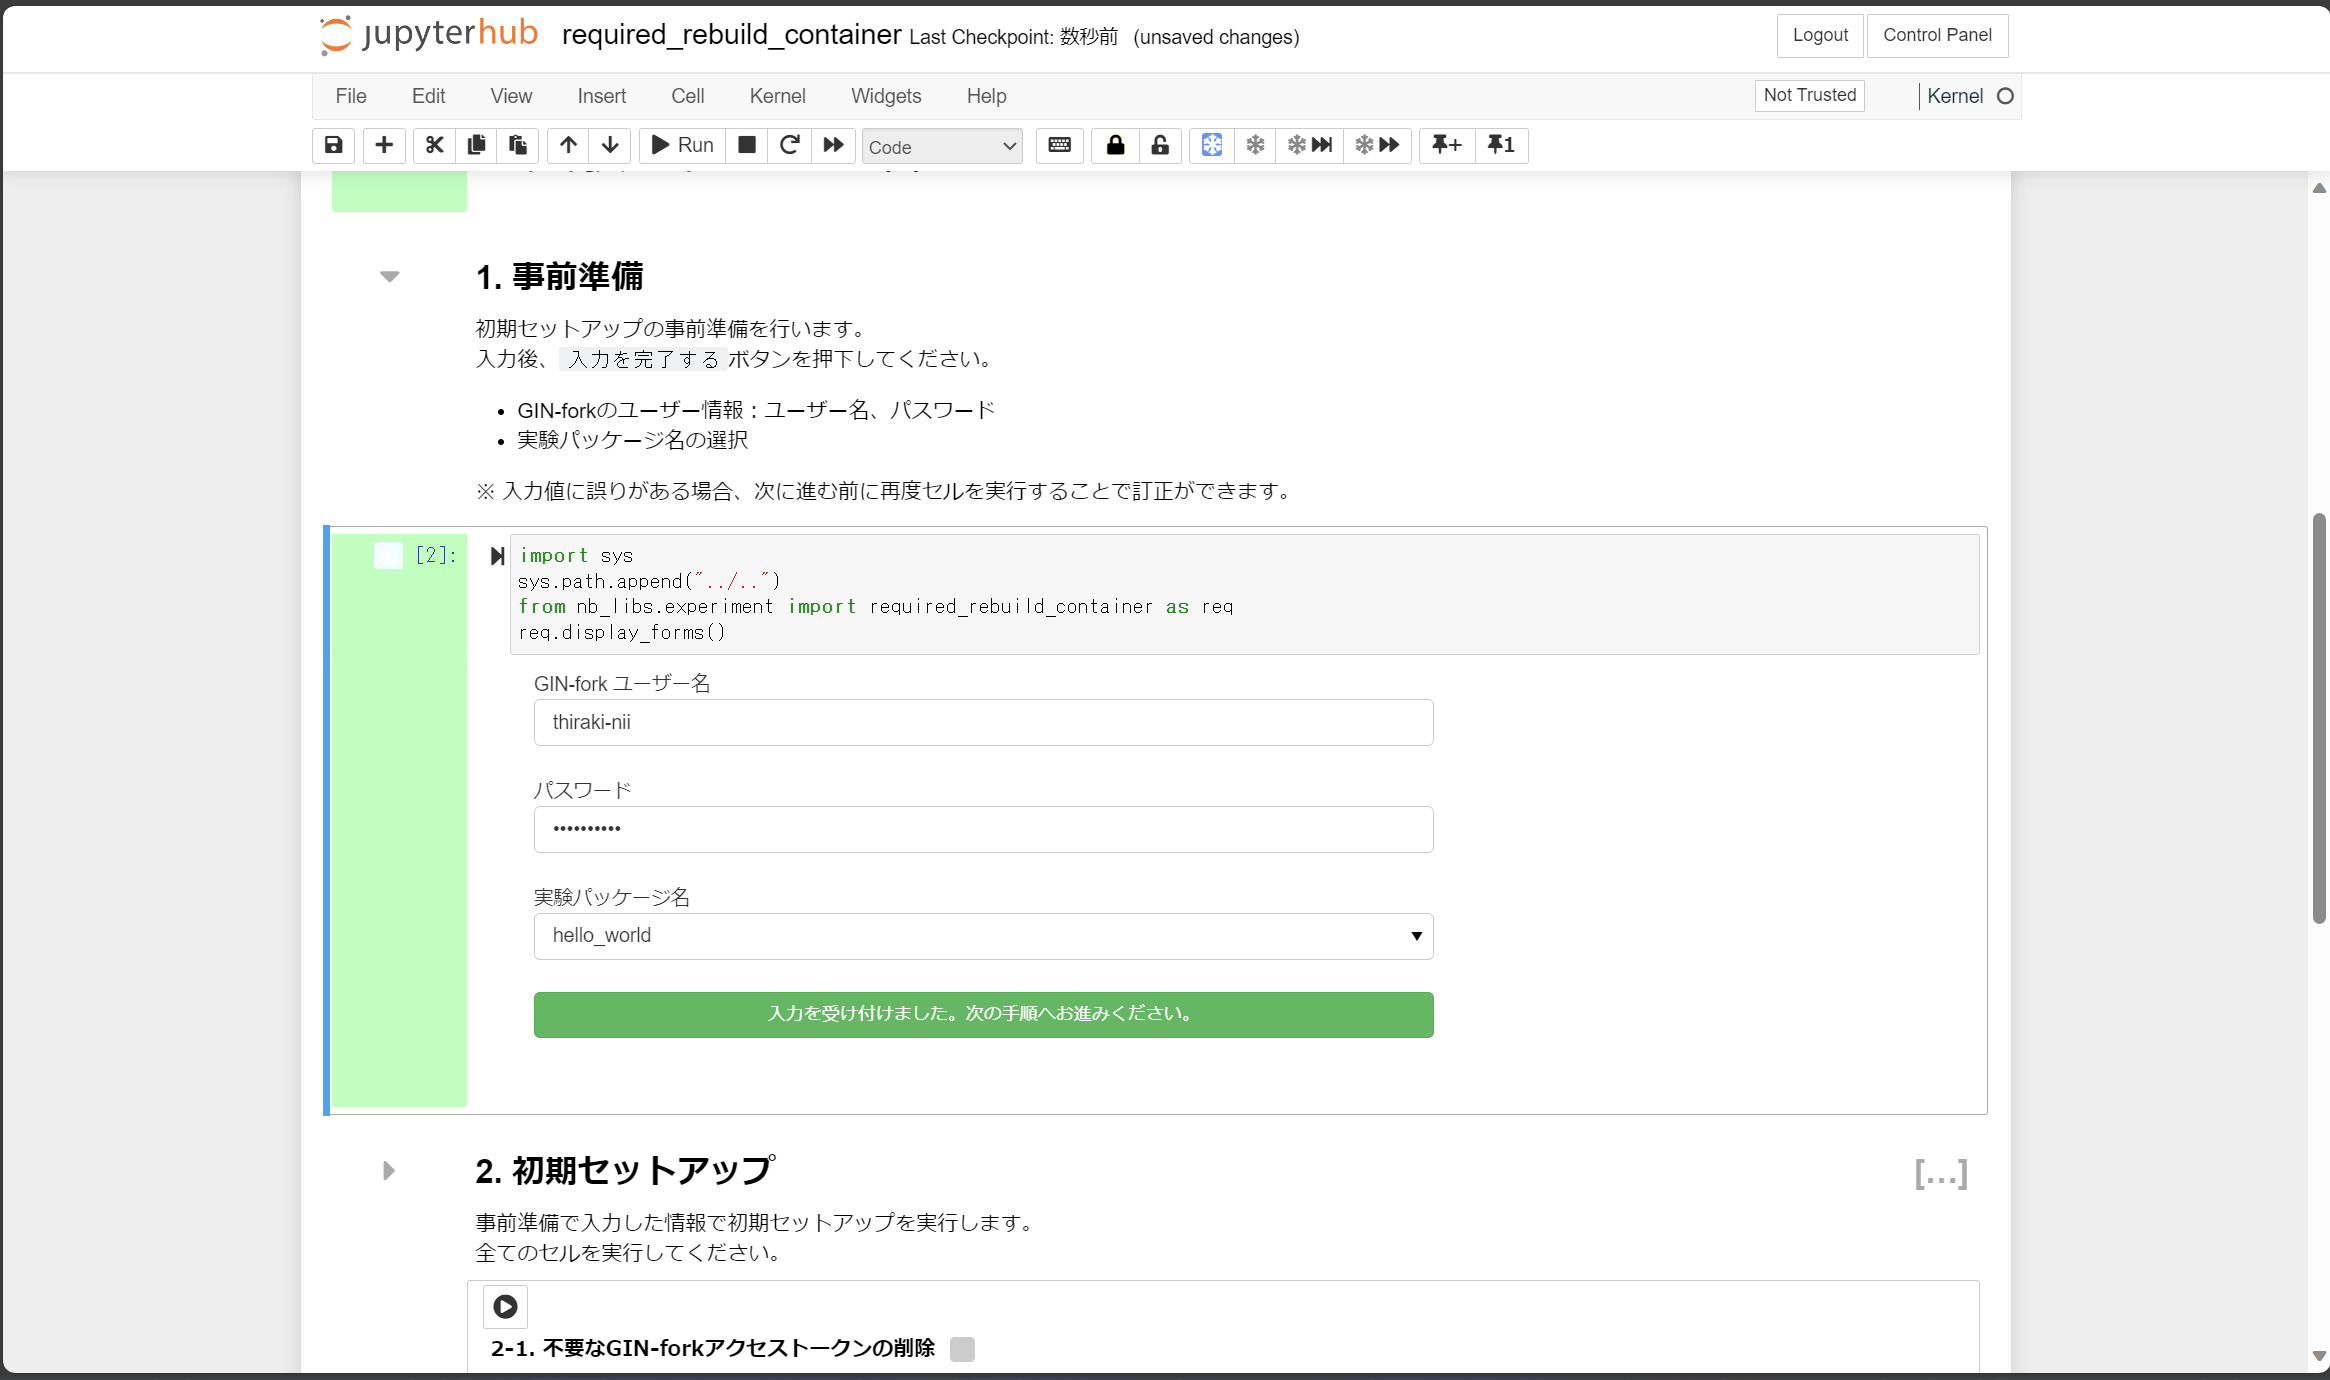 jupyterhub required_rebuild_container Last Checkpoint: 数秒前 (unsaved changes) Logout Control Panel
File Edit View Insert Cell Kernel Widgets Help Not Trusted Kernel
Run Code +1
1. 事前準備
初期セットアップの事前準備を行います。
入力後、 入力を完了する ボタンを押下してください。
• GIN-forkのユーザー情報：ユーザー名、パスワード
• 実験パッケージ名の選択
※ 入力値に誤りがある場合、次に進む前に再度セルを実行することで訂正ができます。
[2]: import sys
sys.path.append("../..")
from nb_libs.experiment import required_rebuild_container as req
req.display_forms()
GIN-fork ユーザー名
thiraki-nii
パスワード
••••••••••
実験パッケージ名
hello_world
入力を受け付けました。次の手順へお進みください。
2. 初期セットアップ [...]
事前準備で入力した情報で初期セットアップを実行します。
全てのセルを実行してください。
2-1. 不要なGIN-forkアクセストークンの削除